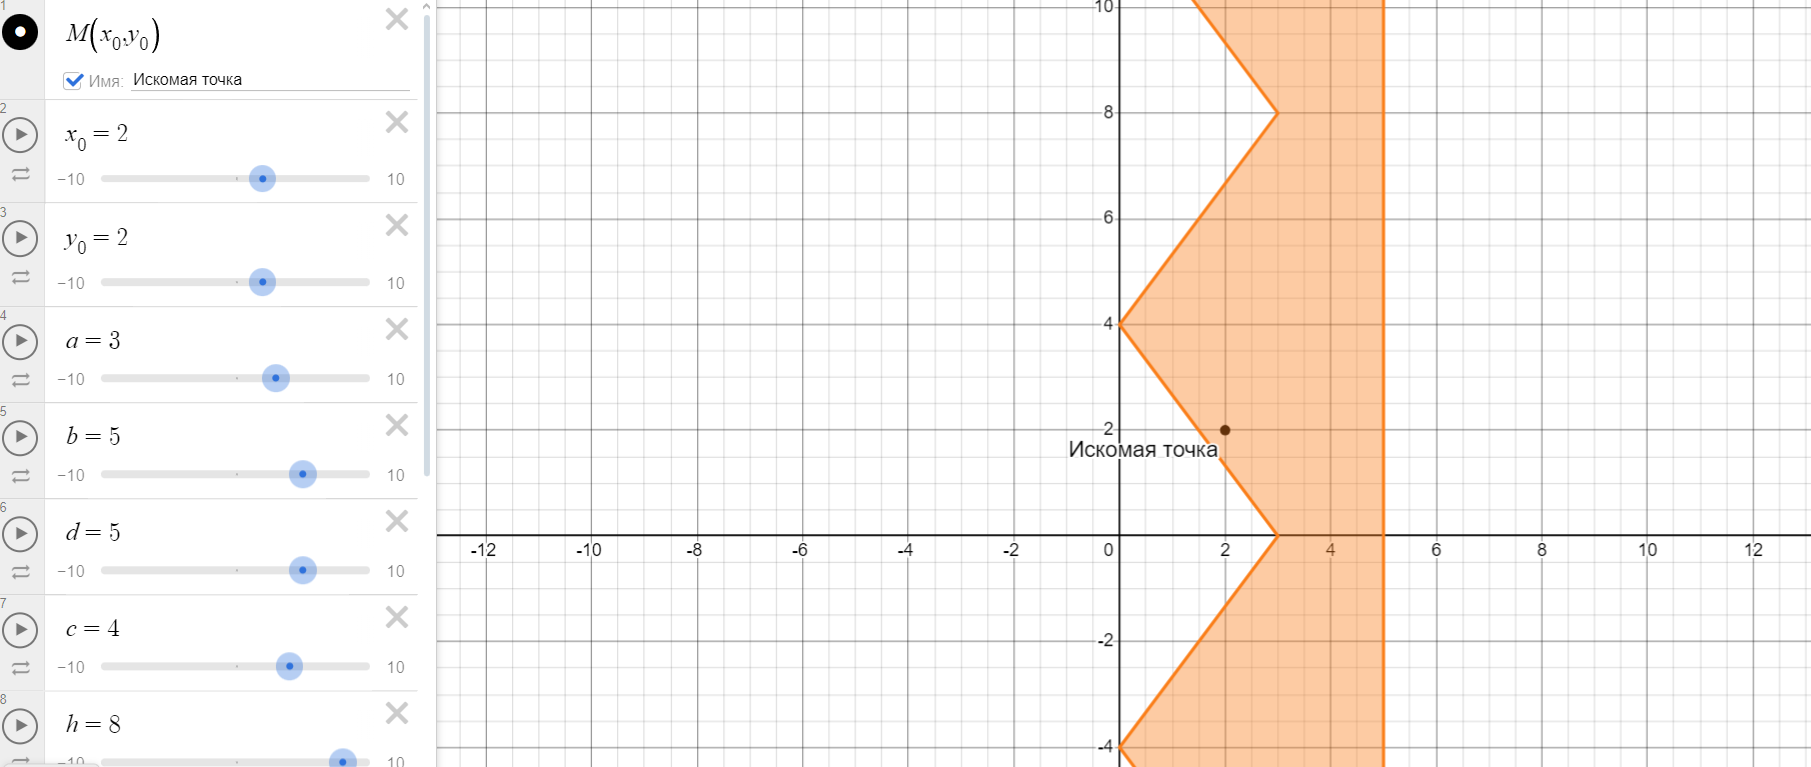 1
M(x₀,y₀)
Имя: Искомая точка
2
x₀ = 2
-10 10
3
y₀ = 2
-10 10
4
a = 3
-10 10
5
b = 5
-10 10
6
d = 5
-10 10
7
c = 4
-10 10
8
h = 8
-10 10
10
8
6
4
2
Искомая точка
-12 -10 -8 -6 -4 -2 0 2 4 6 8 10 12
-2
-4